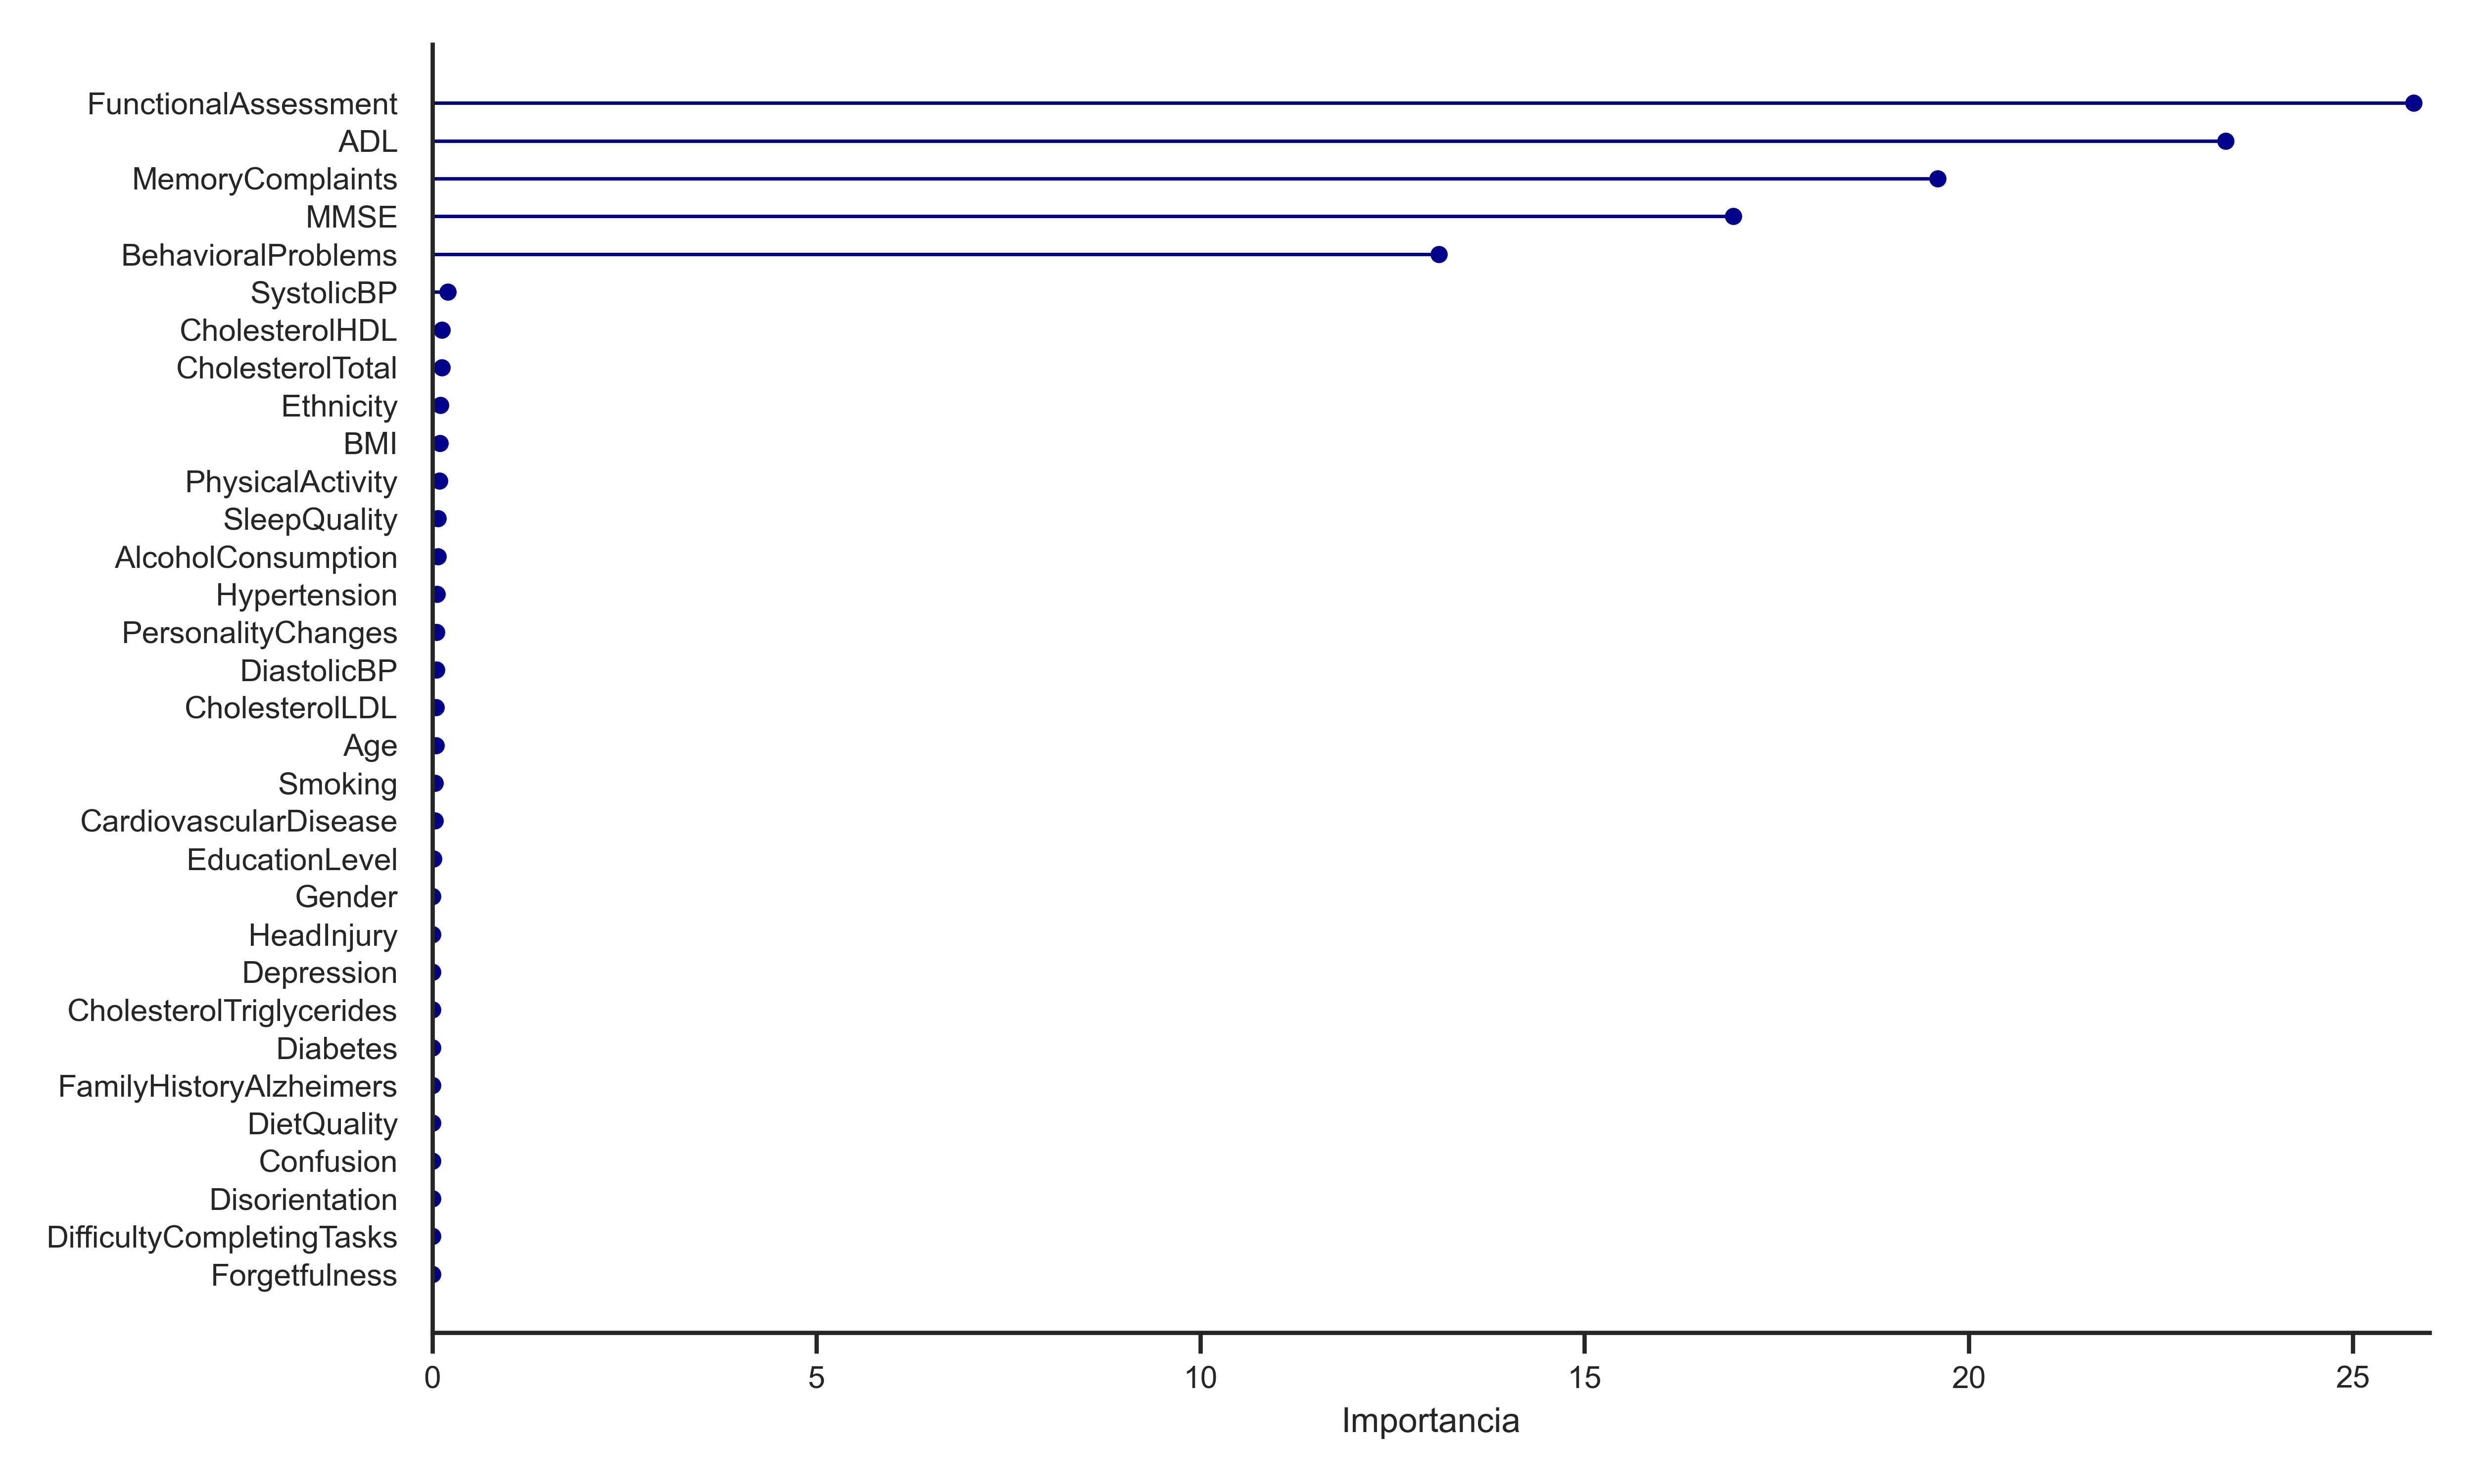 FunctionalAssessment
ADL
MemoryComplaints
MMSE
BehavioralProblems
SystolicBP
CholesterolHDL
CholesterolTotal
Ethnicity
BMI
PhysicalActivity
SleepQuality
AlcoholConsumption
Hypertension
PersonalityChanges
DiastolicBP
CholesterolLDL
Age
Smoking
CardiovascularDisease
EducationLevel
Gender
HeadInjury
Depression
CholesterolTriglycerides
Diabetes
FamilyHistoryAlzheimers
DietQuality
Confusion
Disorientation
DifficultyCompletingTasks
Forgetfulness
0 5 10 15 20 25
Importancia